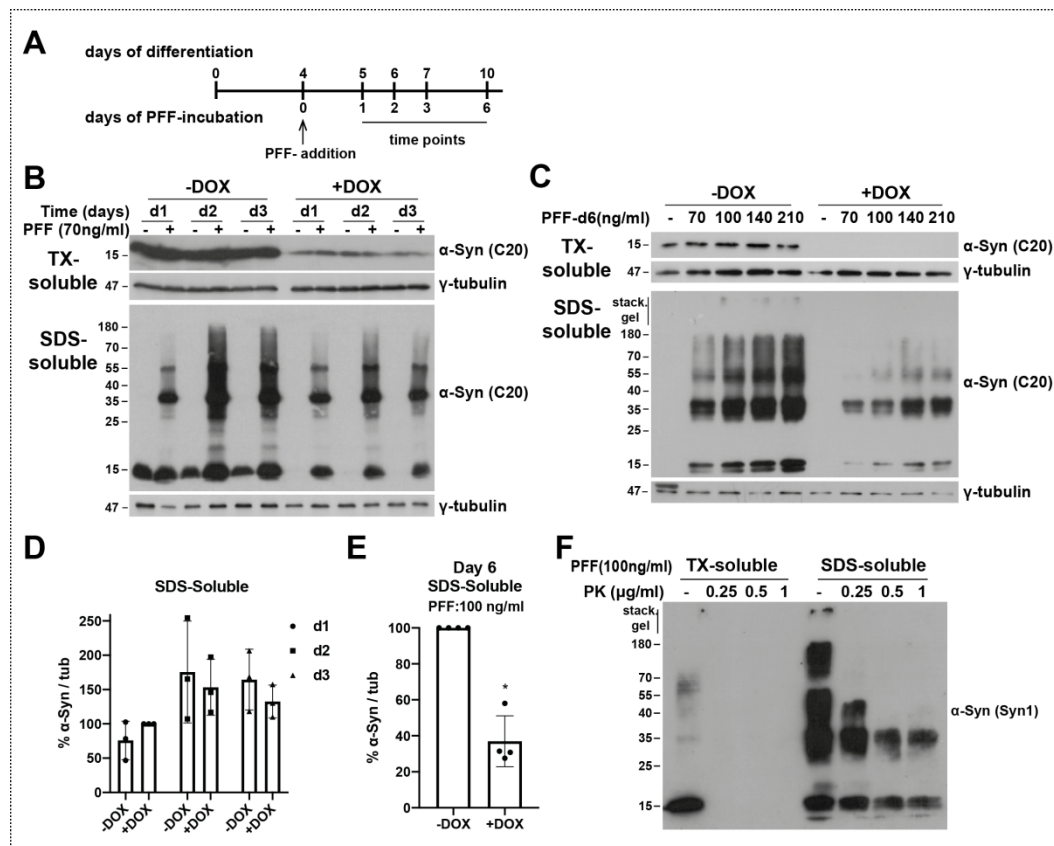 A
days of differentiation
0 4 5 6 7 10
days of PFF-incubation
0 1 2 3 6
PFF- addition
time points
B
-DOX +DOX
Time (days) d1 d2 d3 d1 d2 d3
PFF (70ng/ml) - + - + - + - + - + - +
TX-
soluble
15
α-Syn (C20)
47
γ-tubulin
SDS-
soluble
180
55
40
35
25
15
α-Syn (C20)
47
γ-tubulin
C
-DOX +DOX
PFF-d6(ng/ml) - 70 100 140 210 - 70 100 140 210
TX-
soluble
15
α-Syn (C20)
47
γ-tubulin
SDS-
soluble
stack.
gel
180
70
55
40
35
25
15
α-Syn (C20)
47
γ-tubulin
D
SDS-Soluble
% α-Syn / tub
250
200
150
100
50
0
-DOX +DOX -DOX +DOX -DOX +DOX
d1
d2
d3
E
Day 6
SDS-Soluble
PFF:100 ng/ml
% α-Syn / tub
100
80
60
40
20
0
*
-DOX +DOX
F
PFF(100ng/ml) TX-soluble SDS-soluble
PK (μg/ml) - 0.25 0.5 1 - 0.25 0.5 1
stack.
gel
180
70
55
40
35
25
15
α-Syn (Syn1)